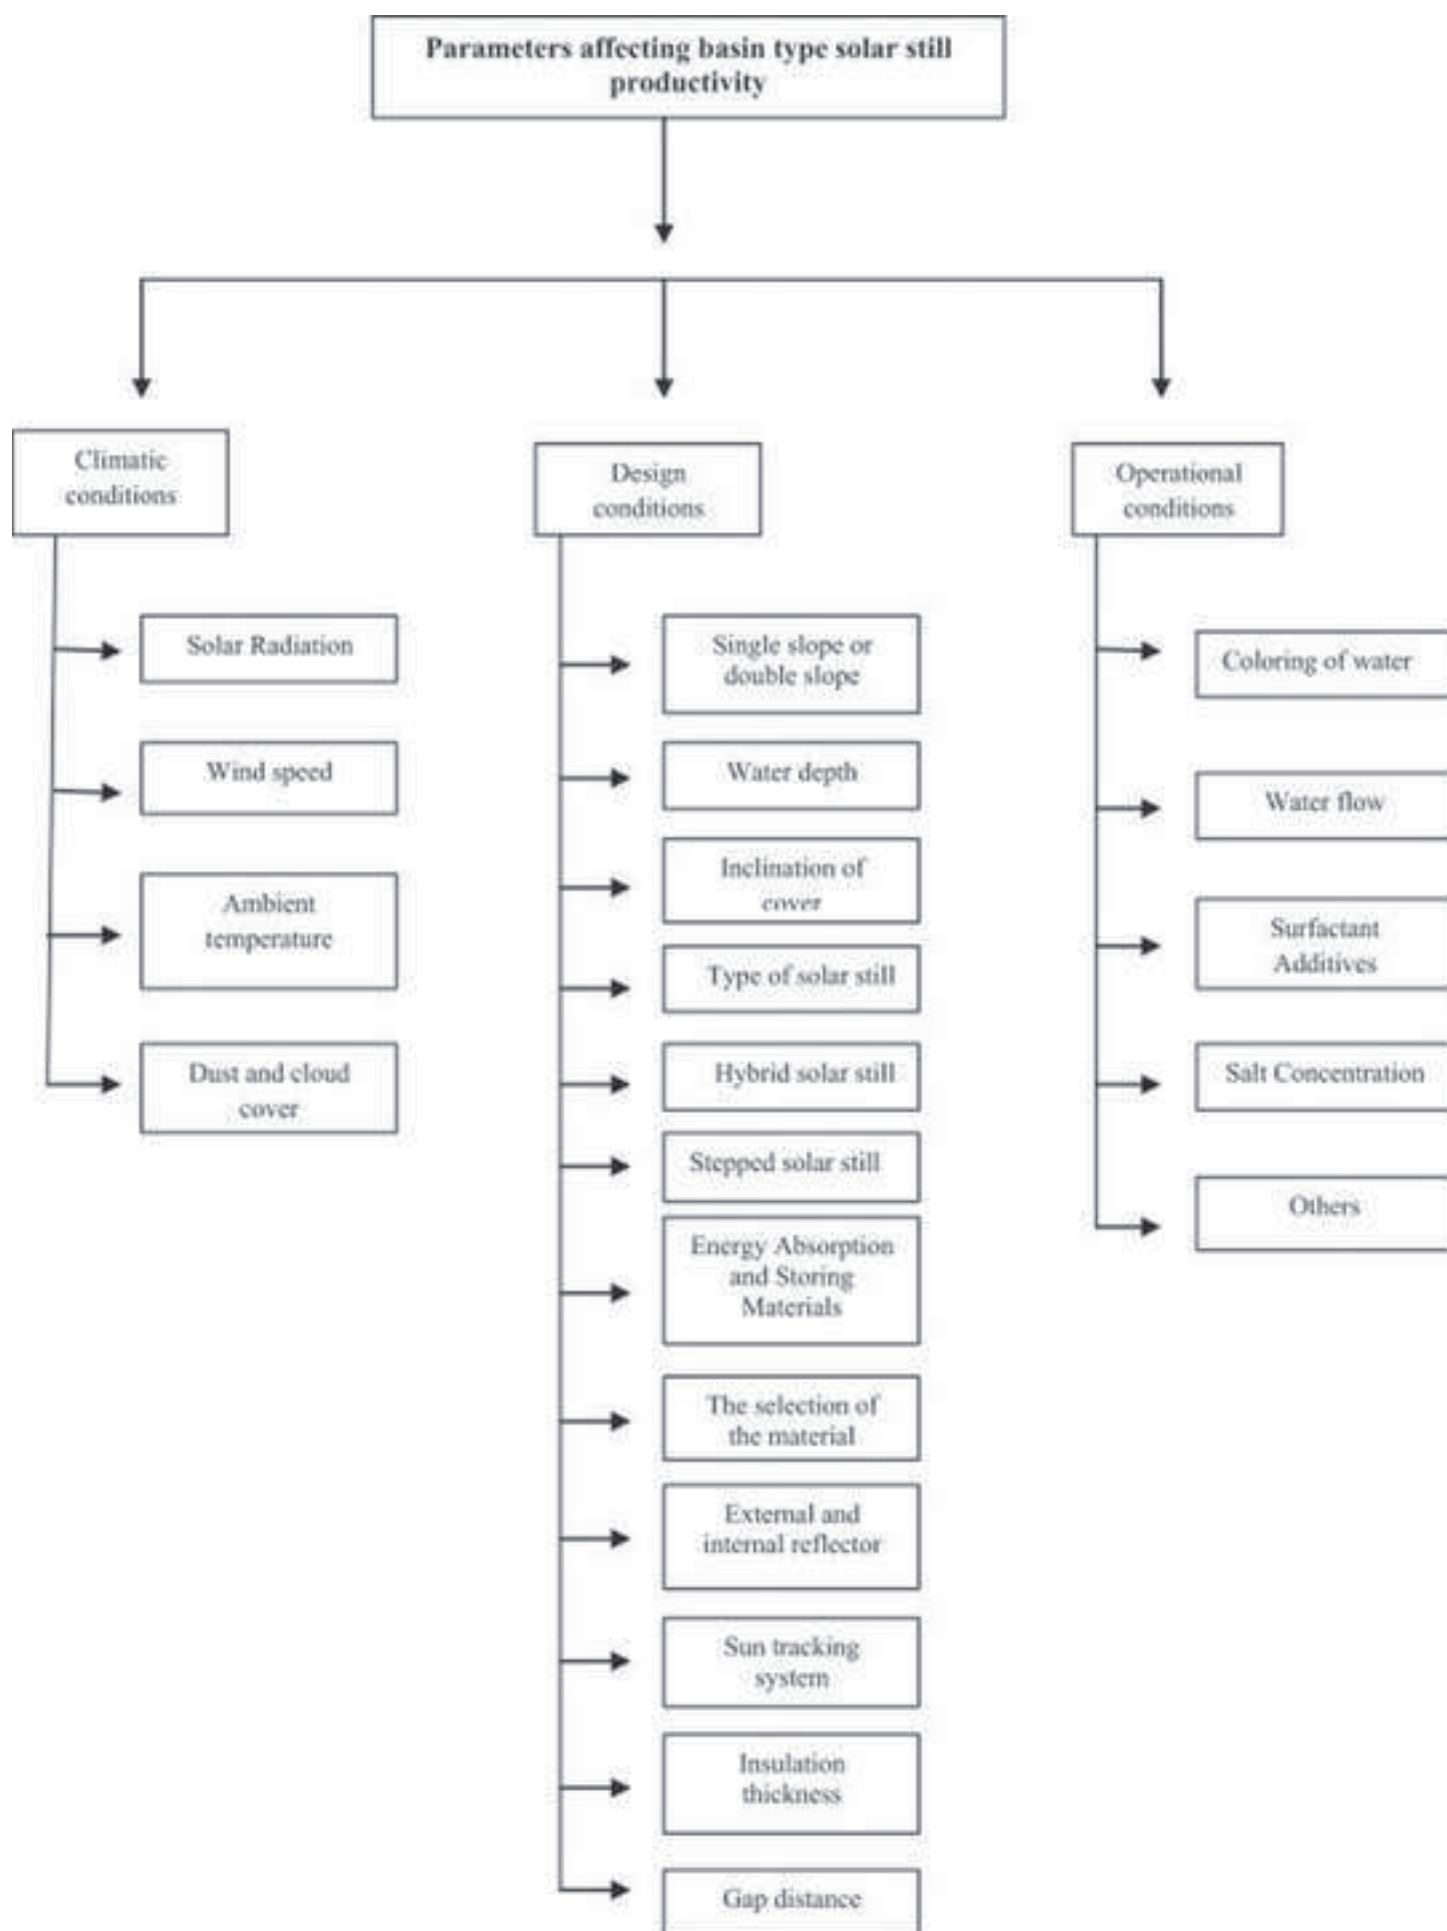 Parameters affecting basin type solar still
productivity
Climatic
conditions
Solar Radiation
Wind speed
Ambient
temperature
Dust and cloud
cover
Design
conditions
Single slope or
double slope
Water depth
Inclination of
cover
Type of solar still
Hybrid solar still
Stepped solar still
Energy Absorption
and Storing
Materials
The selection of
the material
External and
internal reflector
Sun tracking
system
Insulation
thickness
Gap distance
Operational
conditions
Coloring of water
Water flow
Surfactant
Additives
Salt Concentration
Others